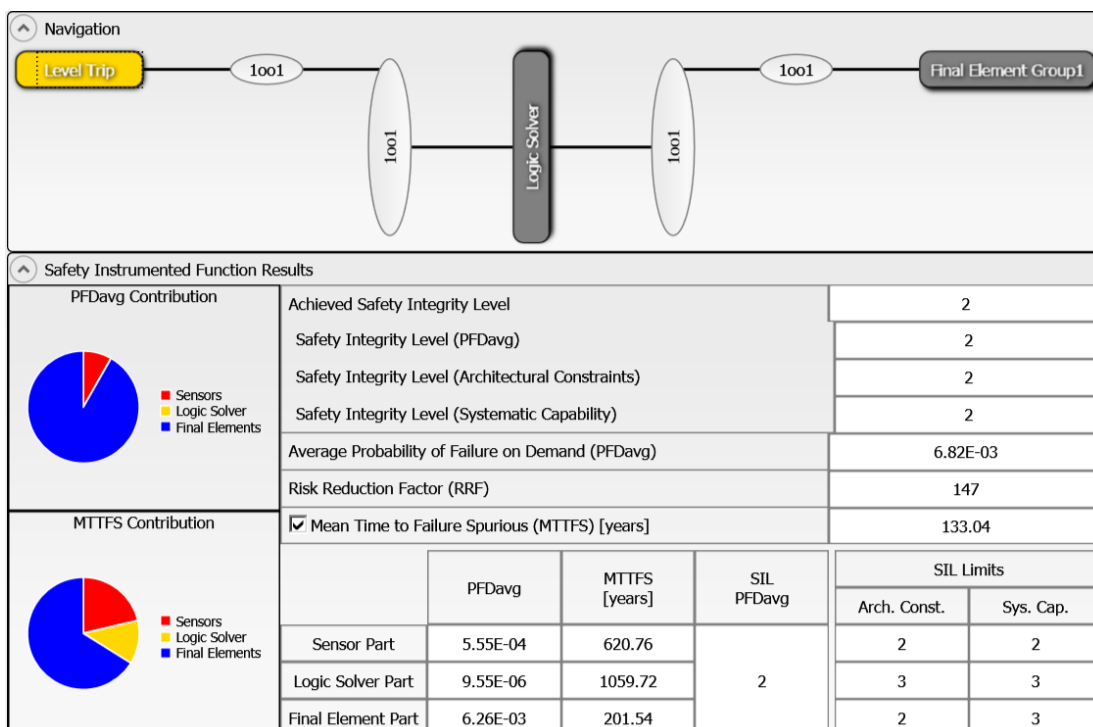 Navigation
Level Trip
1oo1
1oo1
Logic Solver
1oo1
1oo1
Final Element Group1
Safety Instrumented Function Results
PFDavg Contribution
Sensors
Logic Solver
Final Elements
MTTFS Contribution
Sensors
Logic Solver
Final Elements
Achieved Safety Integrity Level 2
Safety Integrity Level (PFDavg) 2
Safety Integrity Level (Architectural Constraints) 2
Safety Integrity Level (Systematic Capability) 2
Average Probability of Failure on Demand (PFDavg) 6.82E-03
Risk Reduction Factor (RRF) 147
Mean Time to Failure Spurious (MTTFS) [years] 133.04
PFDavg
MTTFS
[years]
SIL
PFDavg
SIL Limits
Arch. Const. Sys. Cap.
Sensor Part 5.55E-04 620.76 2 2
Logic Solver Part 9.55E-06 1059.72 2 3 3
Final Element Part 6.26E-03 201.54 2 3